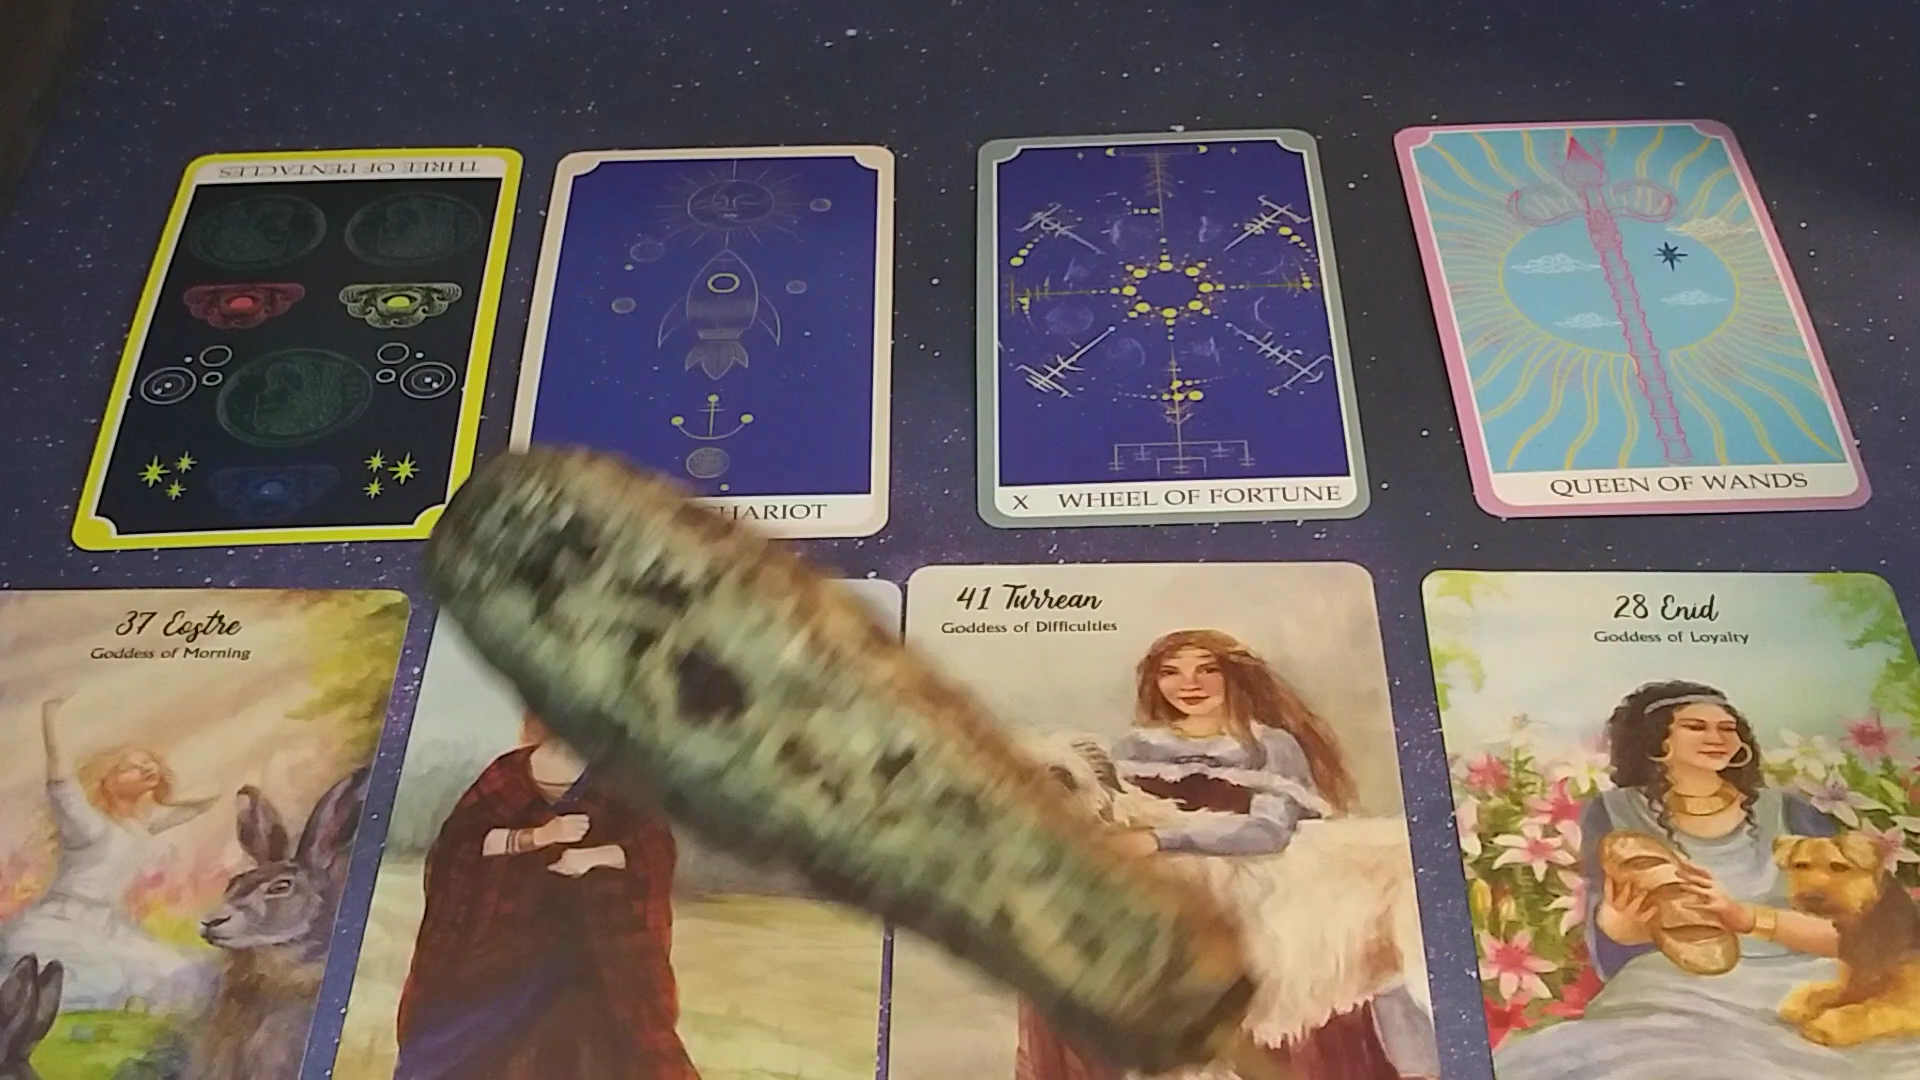 THREE OF PENTACLES
HARIOT
X WHEEL OF FORTUNE
QUEEN OF WANDS
37 Eostre
Goddess of Morning
41 Turrean
Goddess of Difficulties
28 Enid
Goddess of Loyalty